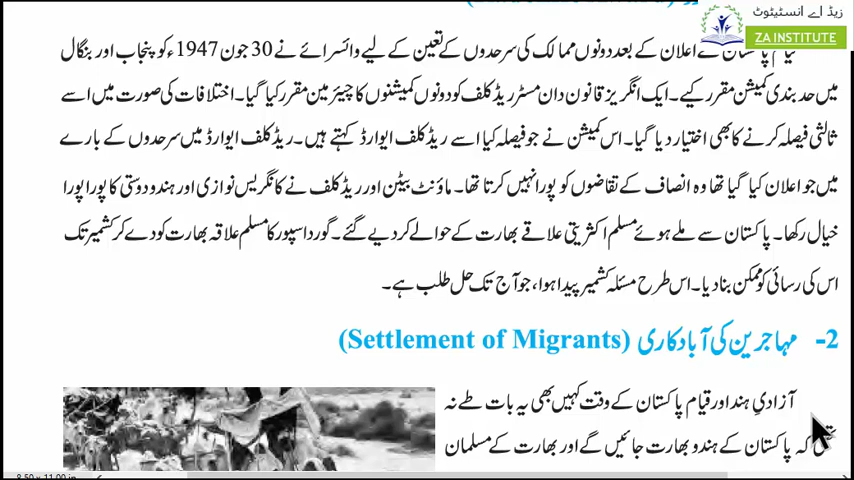 زیڈ اے انسٹیٹوٹ
ZA INSTITUTE
اعلان کے بعد دونوں ممالک کی سرحدوں کے تعین کے لیے وائسرائے نے 30 جون 1947ء کو پنجاب اور بنگال
میں حد بندی کمیشن مقرر کیے۔ ایک انگریز قانون دان مسٹر ریڈ کلف کو دونوں کمیشنوں کا چیئرمین مقرر کیا گیا۔ اختلافات کی صورت میں اسے
ثالثی فیصلہ کرنے کا بھی اختیار دیا گیا۔ اس کمیشن نے جو فیصلہ کیا اسے ریڈ کلف ایوارڈ کہتے ہیں۔ ریڈ کلف ایوارڈ میں سرحدوں کے بارے
میں جو اعلان کیا گیا تھا وہ انصاف کے تقاضوں کو پورا نہیں کرتا تھا۔ ماؤنٹ بیٹن اور ریڈ کلف نے کانگریس نوازی اور ہندو دوستی کا پورا پورا
خیال رکھا۔ پاکستان سے ملے ہوئے مسلم اکثریتی علاقے بھارت کے حوالے کر دیے گئے۔ گورداسپور کا مسلم علاقہ بھارت کو دے کر کشمیر تک
اس کی رسائی کو ممکن بنا دیا۔ اس طرح مسئلہ کشمیر پیدا ہوا، جو آج تک حل طلب ہے۔
2- مہاجرین کی آباد کاری (Settlement of Migrants)
آزادیِ ہند اور قیام پاکستان کے وقت کہیں بھی یہ بات طے نہ
کہ پاکستان کے ہندو بھارت جائیں گے اور بھارت کے مسلمان
8.50 x 11.00 in